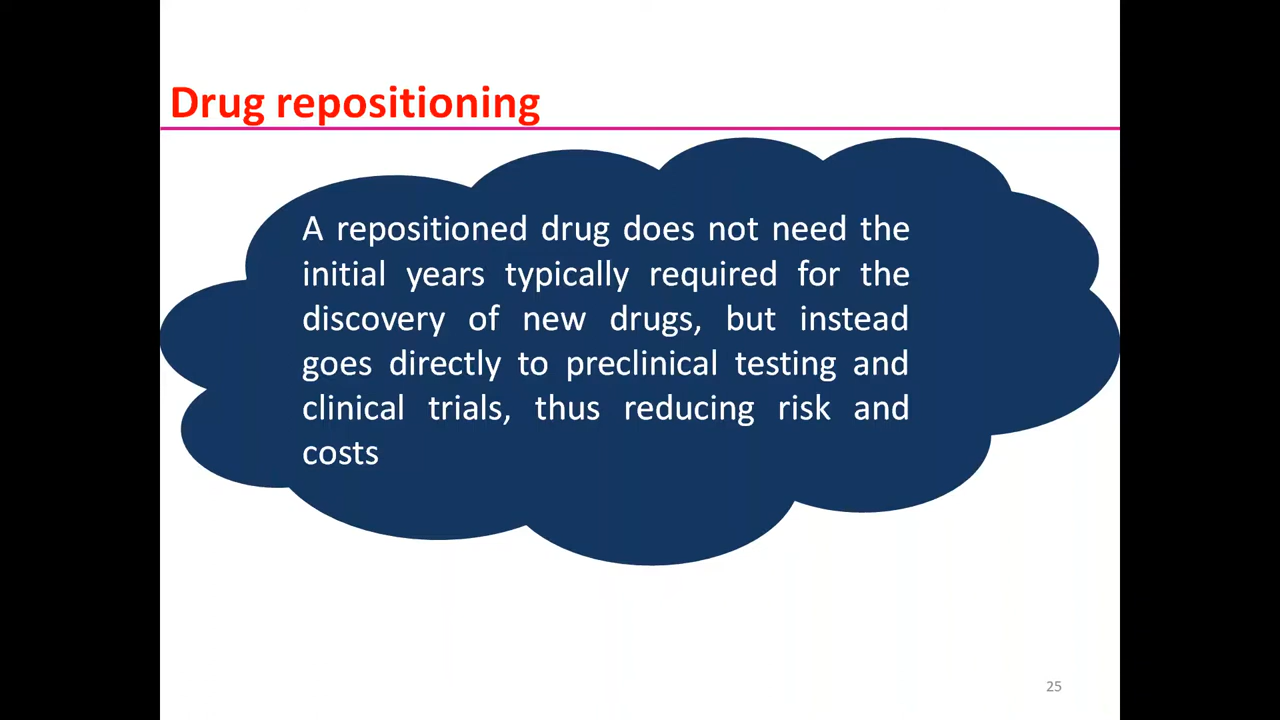 Drug repositioning
A repositioned drug does not need the
initial years typically required for the
discovery of new drugs, but instead
goes directly to preclinical testing and
clinical trials, thus reducing risk and
costs
25